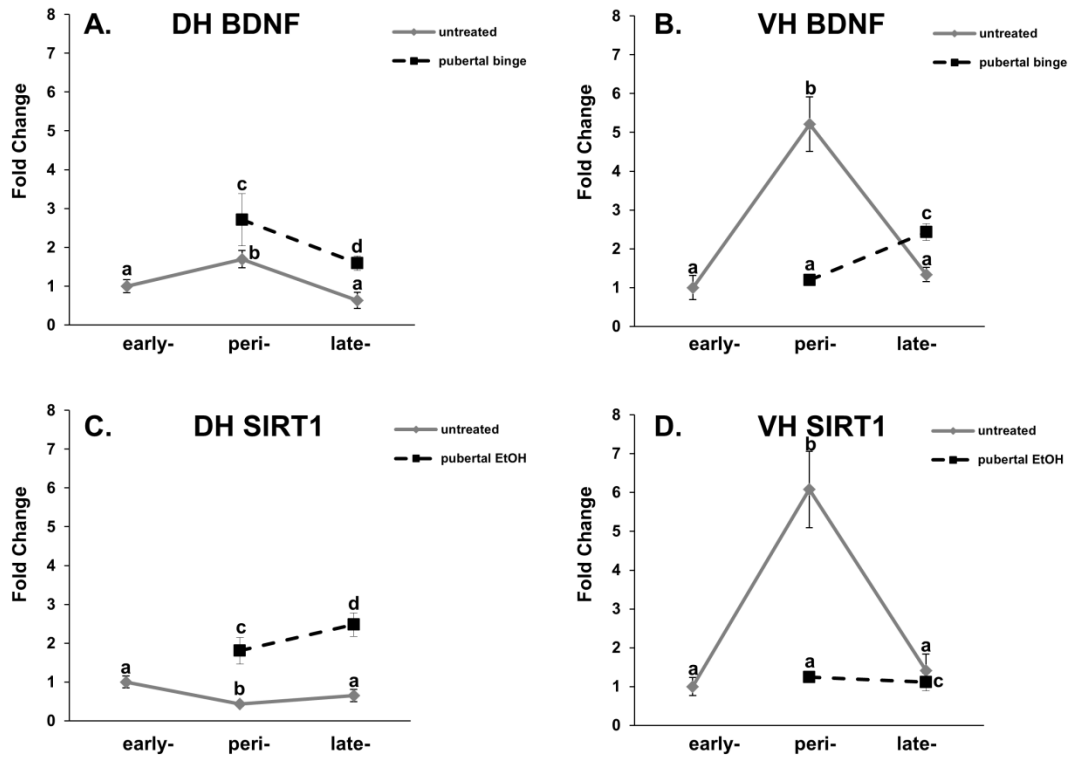 A. DH BDNF
untreated
pubertal binge
Fold Change
8
7
6
5
4
3
2
1
0
a
c
b
d
a
early- peri- late-
B. VH BDNF
untreated
pubertal binge
Fold Change
8
7
6
5
4
3
2
1
0
a
b
a
c
a
early- peri- late-
C. DH SIRT1
untreated
pubertal EtOH
Fold Change
8
7
6
5
4
3
2
1
0
a
c
b
d
a
early- peri- late-
D. VH SIRT1
untreated
pubertal EtOH
Fold Change
8
7
6
5
4
3
2
1
0
a
b
a
a
c
early- peri- late-